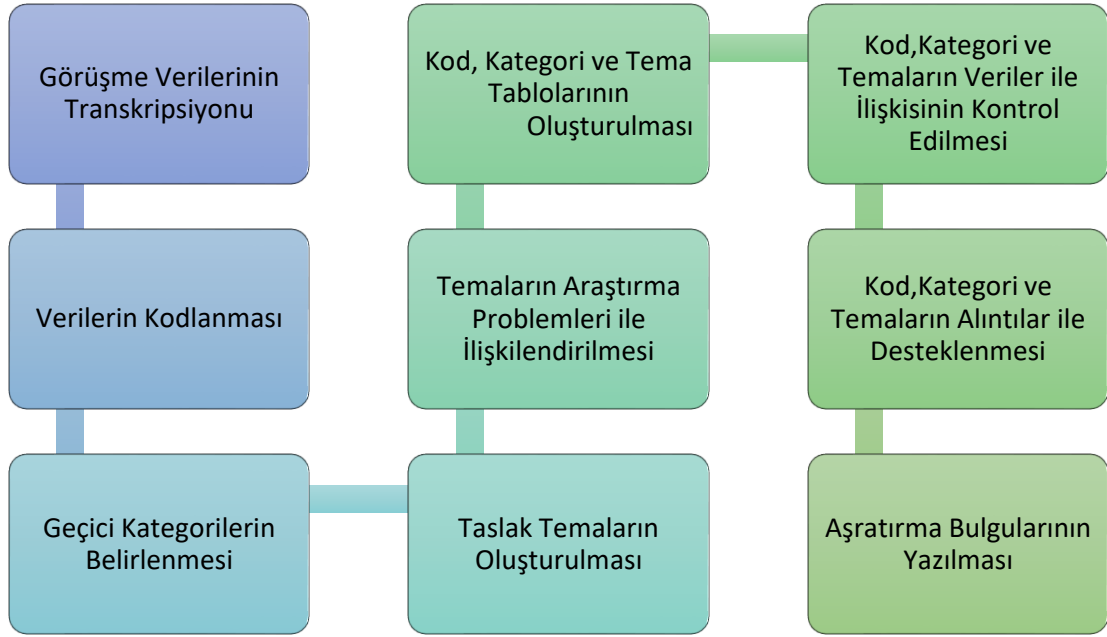 Görüşme Verilerinin
Transkripsiyonu
Verilerin Kodlanması
Geçici Kategorilerin
Belirlenmesi
Taslak Temaların
Oluşturulması
Temaların Araştırma
Problemleri ile
İlişkilendirilmesi
Kod, Kategori ve Tema
Tablolarının
Oluşturulması
Kod,Kategori ve
Temaların Veriler ile
İlişkisinin Kontrol
Edilmesi
Kod,Kategori ve
Temaların Alıntılar ile
Desteklenmesi
Aşratırma Bulgularının
Yazılması